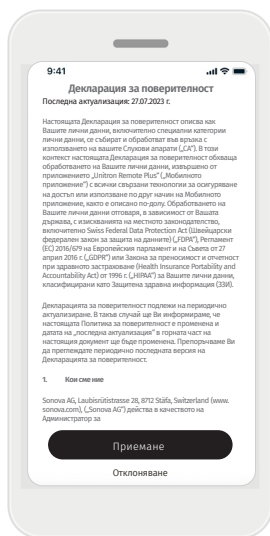 9:41
Декларация за поверителност
Последна актуализация: 27.07.2023 г.
Настоящата Декларация за поверителност описва как
Вашите лични данни, включително специални категории
лични данни, се събират и обработват във връзка с
използването на вашите Слухови апарати („СА“). В този
контекст настоящата Декларация за поверителност обхваща
обработването на Вашите лични данни, извършено от
приложението „Unitron Remote Plus“ („Мобилното
приложение“) с всички свързани технологии за осигуряване
на достъп или използване по друг начин на Мобилното
приложение, както е описано по-долу. Обработването на
Вашите лични данни отговаря, в зависимост от Вашата
държава, с изискванията на местното законодателство,
включително Swiss Federal Data Protection Act (Швейцарски
федерален закон за защита на данните) („FDPA“), Регламент
(ЕС) 2016/679 на Европейския парламент и на Съвета от 27
април 2016 г. („GDPR“) или Закона за преносимост и отчетност
при здравното застраховане (Health Insurance Portability and
Accountability Act) от 1996 г. („HIPAA“) за Вашите лични данни,
класифицирани като Защитена здравна информация (ЗЗИ).
Декларацията за поверителност подлежи на периодично
актуализиране. В такъв случай ще Ви информираме, че
настоящата Политика за поверителност е променена и
датата на „последна актуализация“ в горната част на
настоящия документ ще бъде променена. Препоръчваме Ви
да преглеждате периодично последната версия на
Декларацията за поверителност.
1. Кои сме ние
Sonova AG, Laubisrütistrasse 28, 8712 Stäfa, Switzerland (www.
sonova.com), („Sonova AG“) действа в качеството на
Администратор за
Приемане
Отклоняване